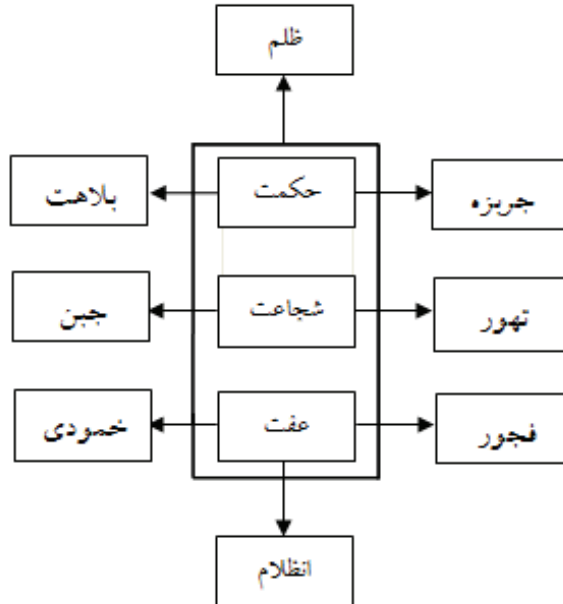 ظلم
جربزه
حکمت
بلاهت
تهور
شجاعت
جبن
فجور
عفت
خمودی
انظلام